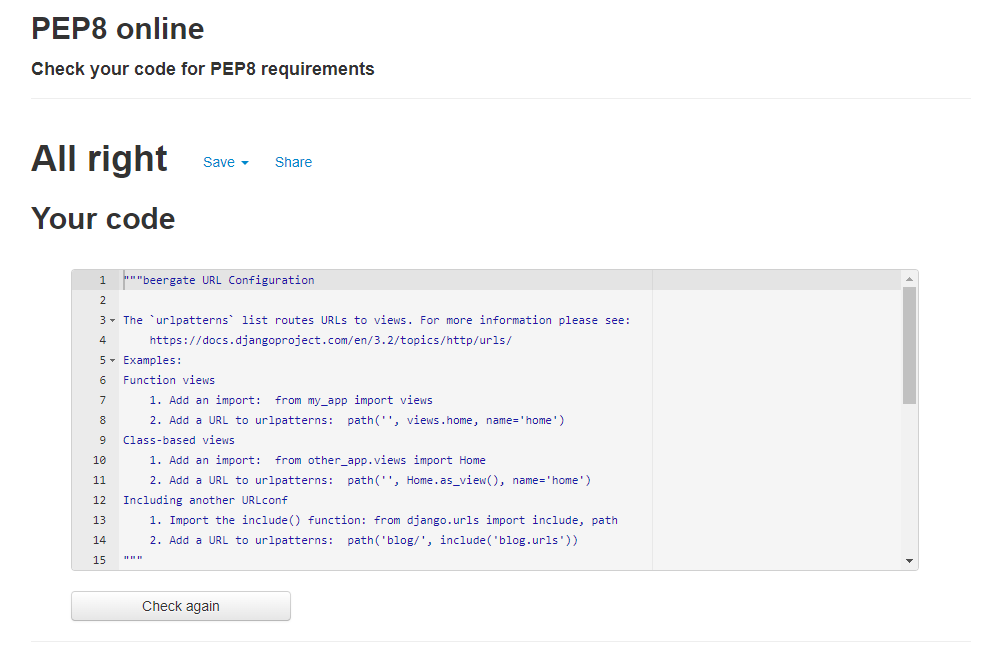 PEP8 online
Check your code for PEP8 requirements
All right Save Share
Your code
1 """beergate URL Configuration
2
3 The `urlpatterns` list routes URLs to views. For more information please see:
4 https://docs.djangoproject.com/en/3.2/topics/http/urls/
5 Examples:
6 Function views
7 1. Add an import:  from my_app import views
8 2. Add a URL to urlpatterns:  path('', views.home, name='home')
9 Class-based views
10 1. Add an import:  from other_app.views import Home
11 2. Add a URL to urlpatterns:  path('', Home.as_view(), name='home')
12 Including another URLconf
13 1. Import the include() function: from django.urls import include, path
14 2. Add a URL to urlpatterns:  path('blog/', include('blog.urls'))
15 """
Check again